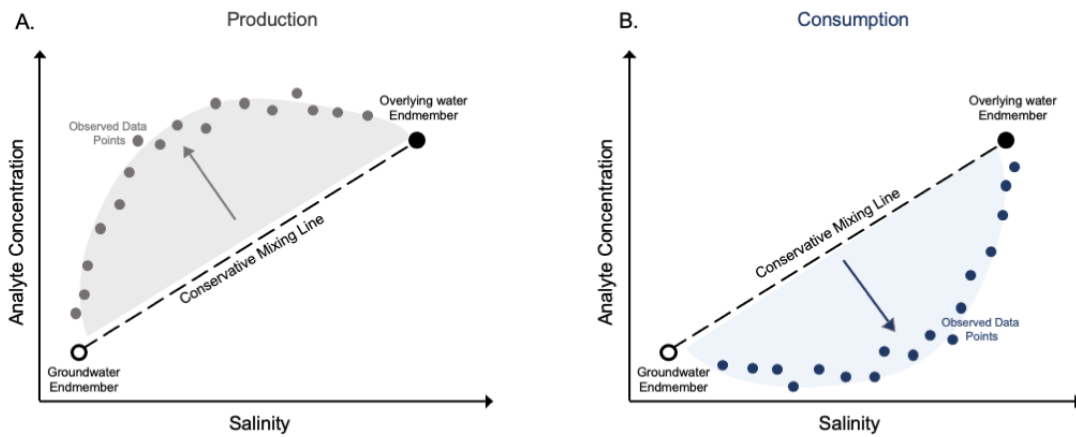 A.
Production
Analyte Concentration
Observed Data
Points
Overlying water
Endmember
Conservative Mixing Line
Groundwater
Endmember
Salinity
B.
Consumption
Analyte Concentration
Overlying water
Endmember
Conservative Mixing Line
Observed Data
Points
Groundwater
Endmember
Salinity